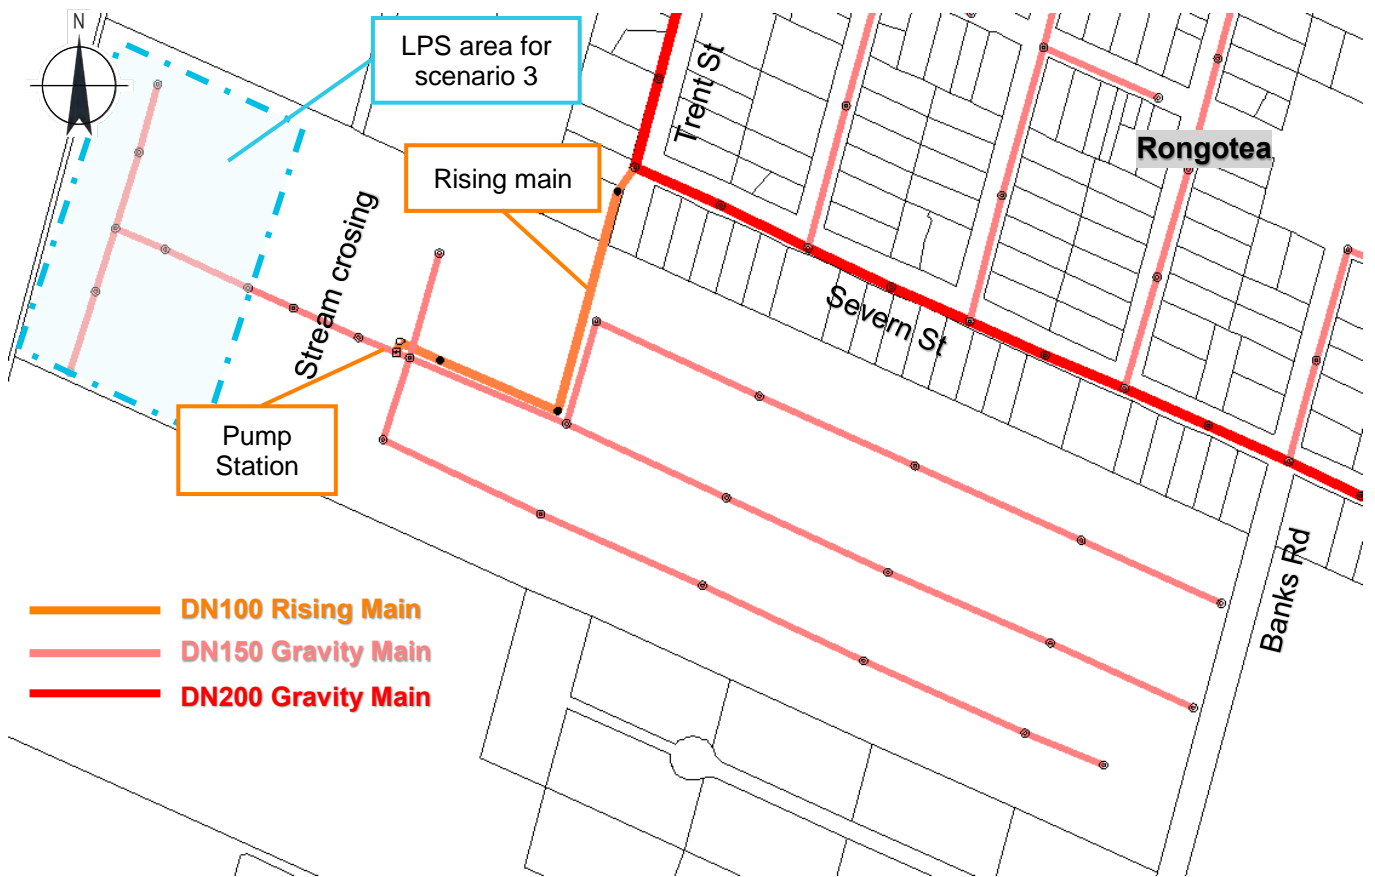 N
LPS area for
scenario 3
Trent St
Rongotea
Rising main
Stream crosing
Severn St
Pump
Station
Banks Rd
DN100 Rising Main
DN150 Gravity Main
DN200 Gravity Main